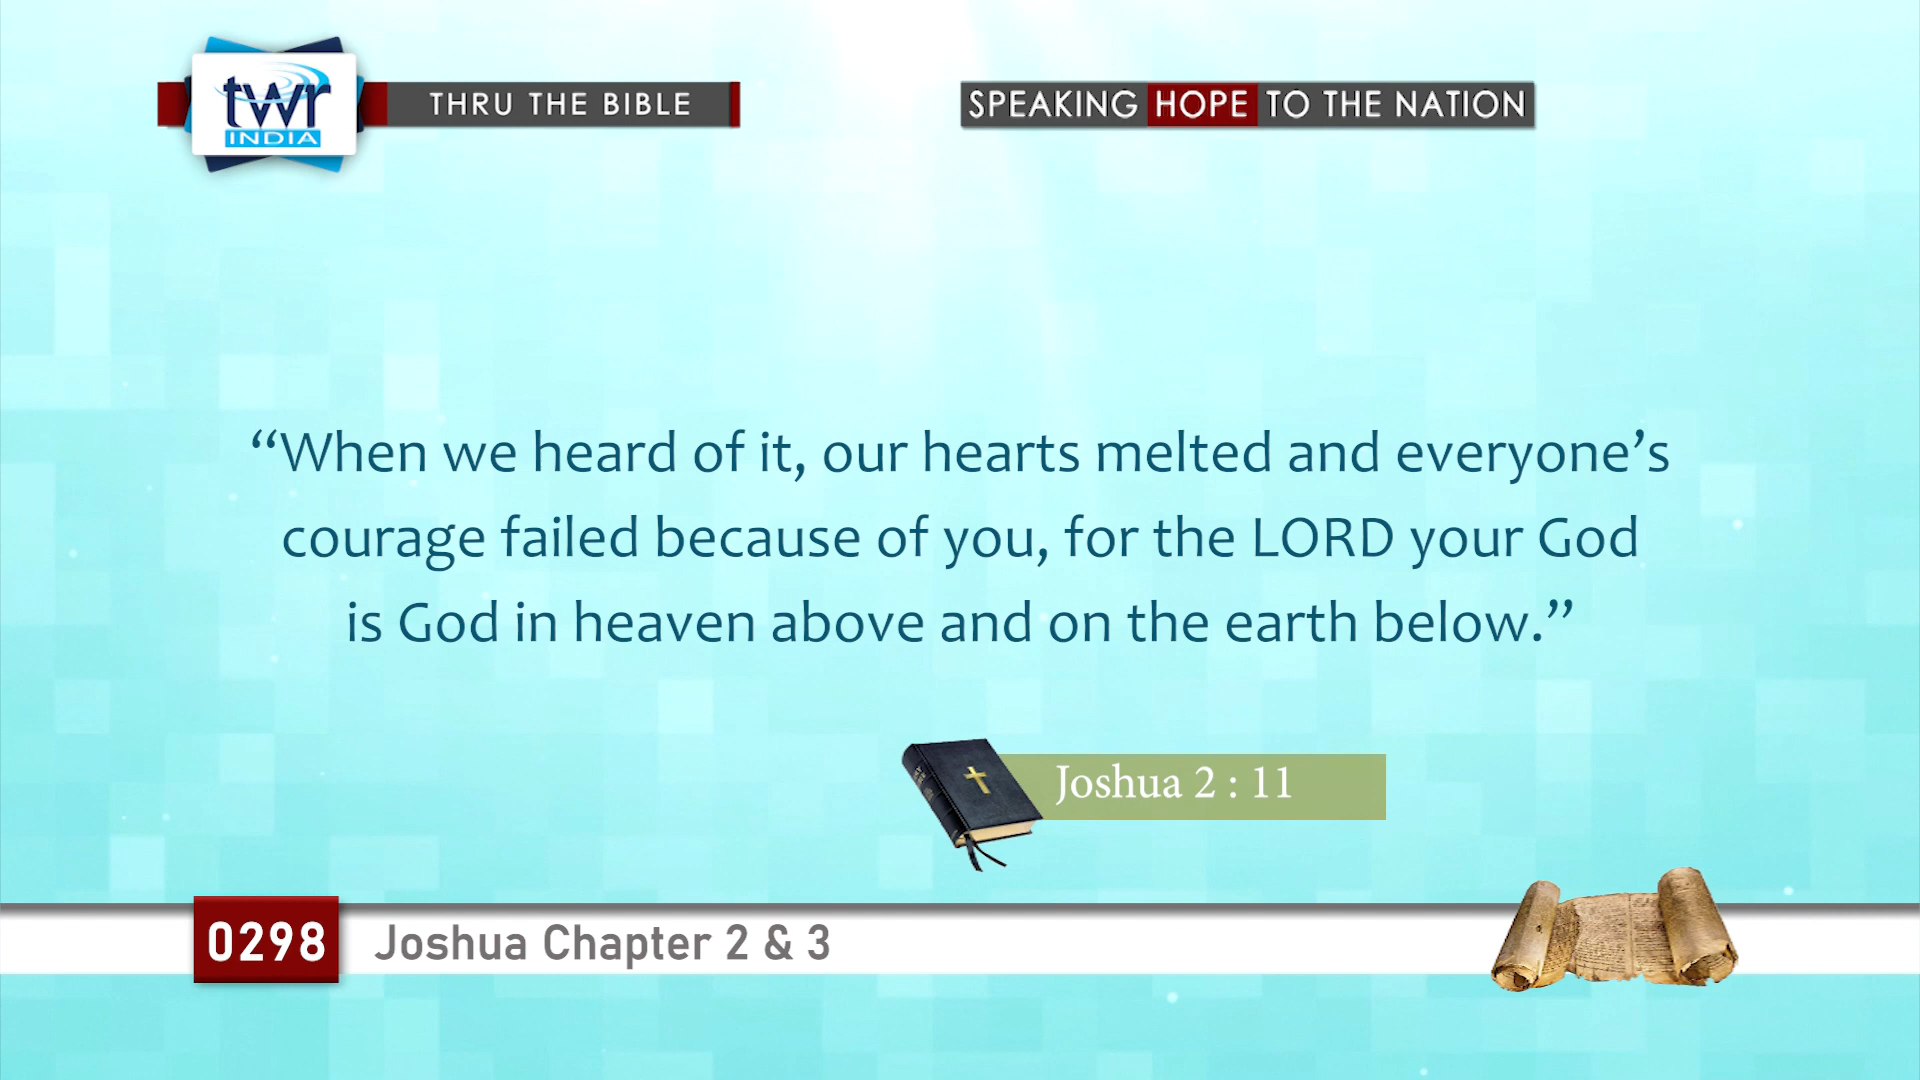 twr
INDIA
THRU THE BIBLE
SPEAKING HOPE TO THE NATION
“When we heard of it, our hearts melted and everyone’s
courage failed because of you, for the LORD your God
is God in heaven above and on the earth below.”
Joshua 2 : 11
0298
Joshua Chapter 2 & 3